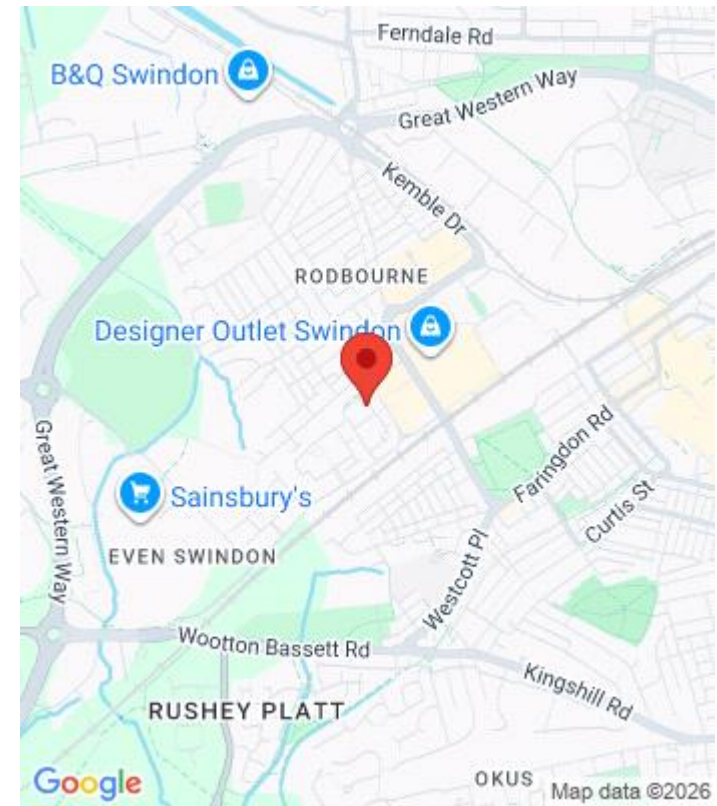 Ferndale Rd
B&Q Swindon
Great Western Way
Kemble Dr
RODBOURNE
Designer Outlet Swindon
Great Western Way
Faringdon Rd
Sainsbury's
Curtis St
EVEN SWINDON
Westcott Pl
Wootton Bassett Rd
Kingshill Rd
RUSHEY PLATT
OKUS
Google
Map data ©2026